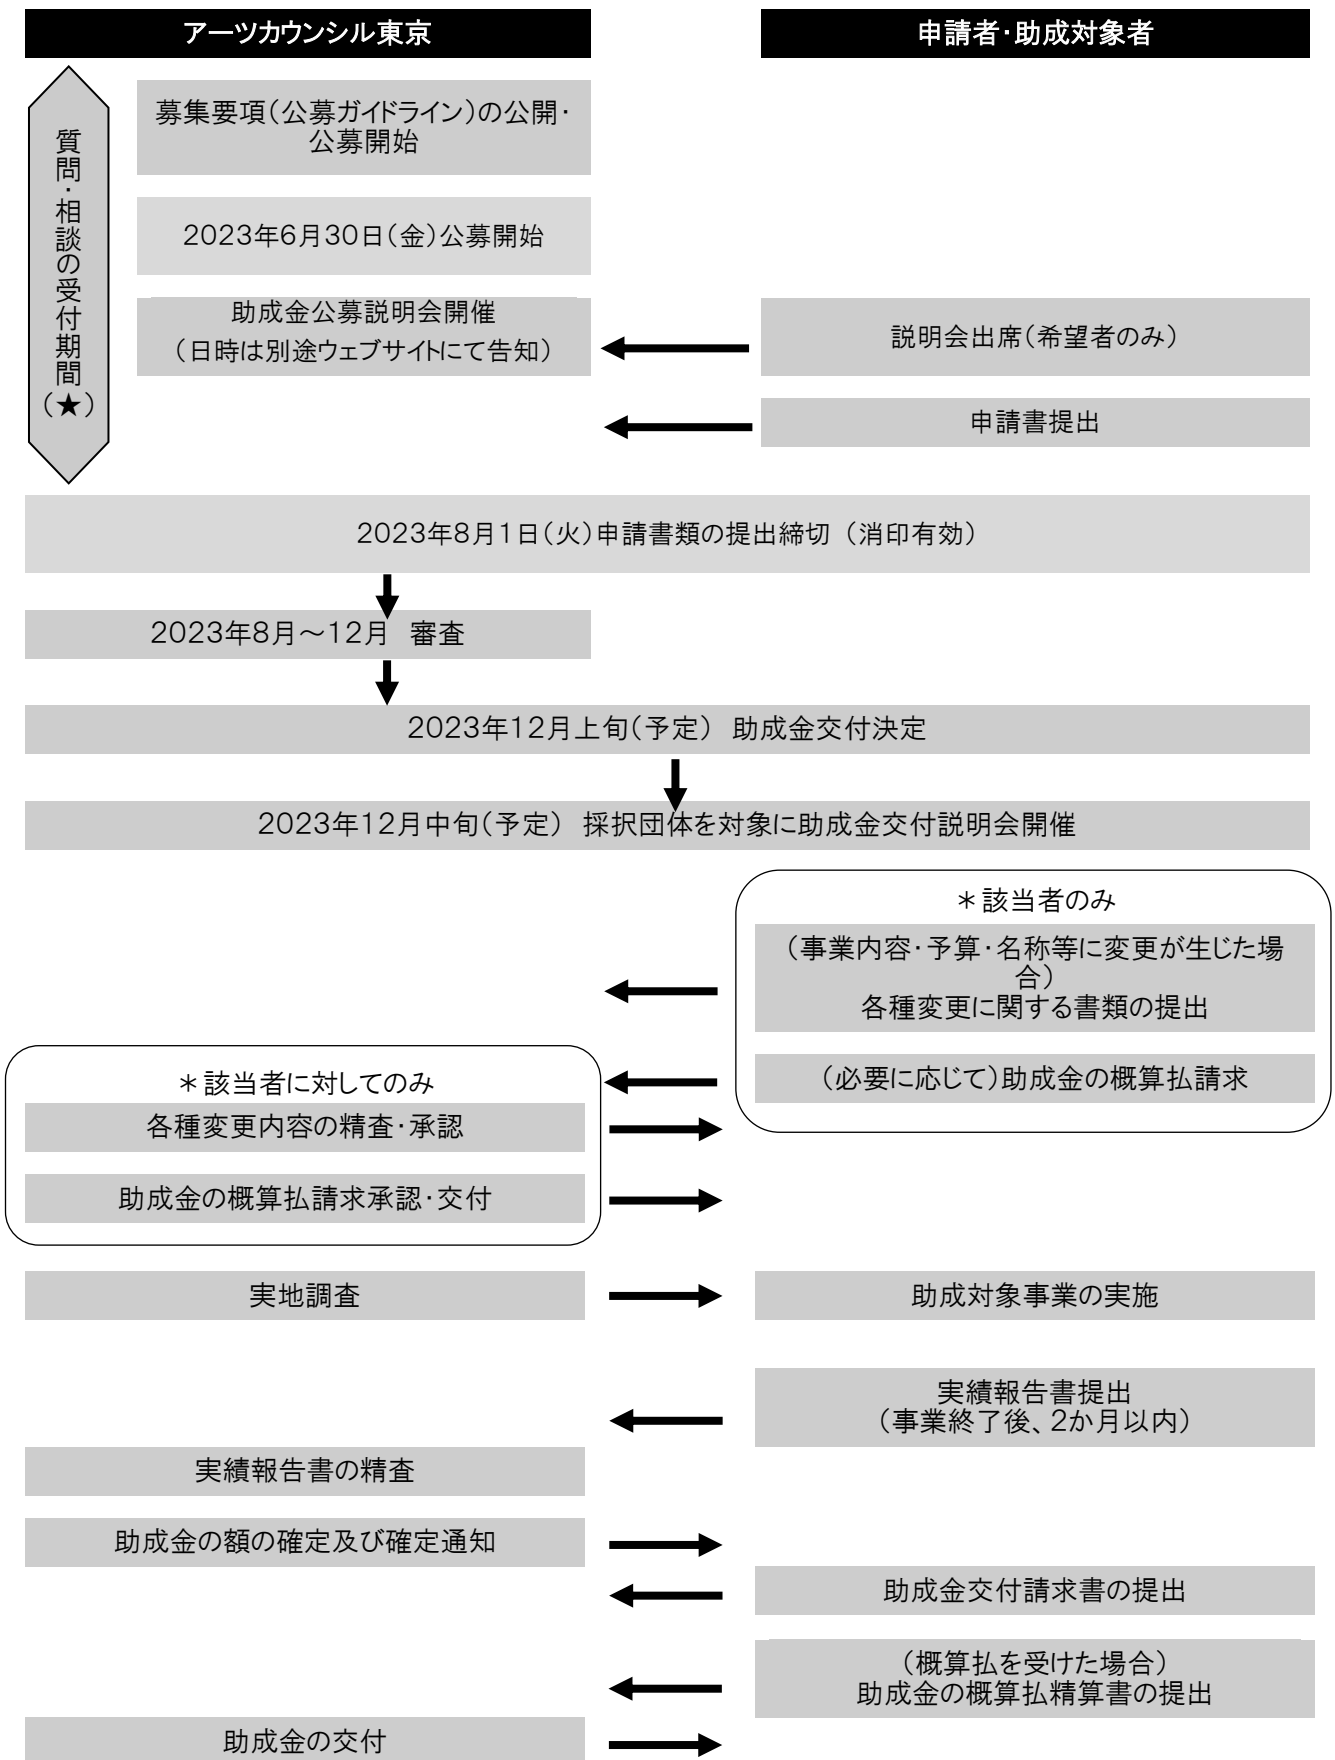 アーツカウンシル東京
申請者・助成対象者
質問・相談の受付期間（★）
募集要項（公募ガイドライン）の公開・
公募開始
2023年6月30日（金）公募開始
助成金公募説明会開催
（日時は別途ウェブサイトにて告知）
説明会出席（希望者のみ）
申請書提出
2023年8月1日（火）申請書類の提出締切 （消印有効）
2023年8月～12月　審査
2023年12月上旬（予定）　助成金交付決定
2023年12月中旬（予定）　採択団体を対象に助成金交付説明会開催
＊該当者のみ
（事業内容・予算・名称等に変更が生じた場
合）
各種変更に関する書類の提出
（必要に応じて）助成金の概算払請求
＊該当者に対してのみ
各種変更内容の精査・承認
助成金の概算払請求承認・交付
実地調査
助成対象事業の実施
実績報告書提出
（事業終了後、2か月以内）
実績報告書の精査
助成金の額の確定及び確定通知
助成金交付請求書の提出
（概算払を受けた場合）
助成金の概算払精算書の提出
助成金の交付